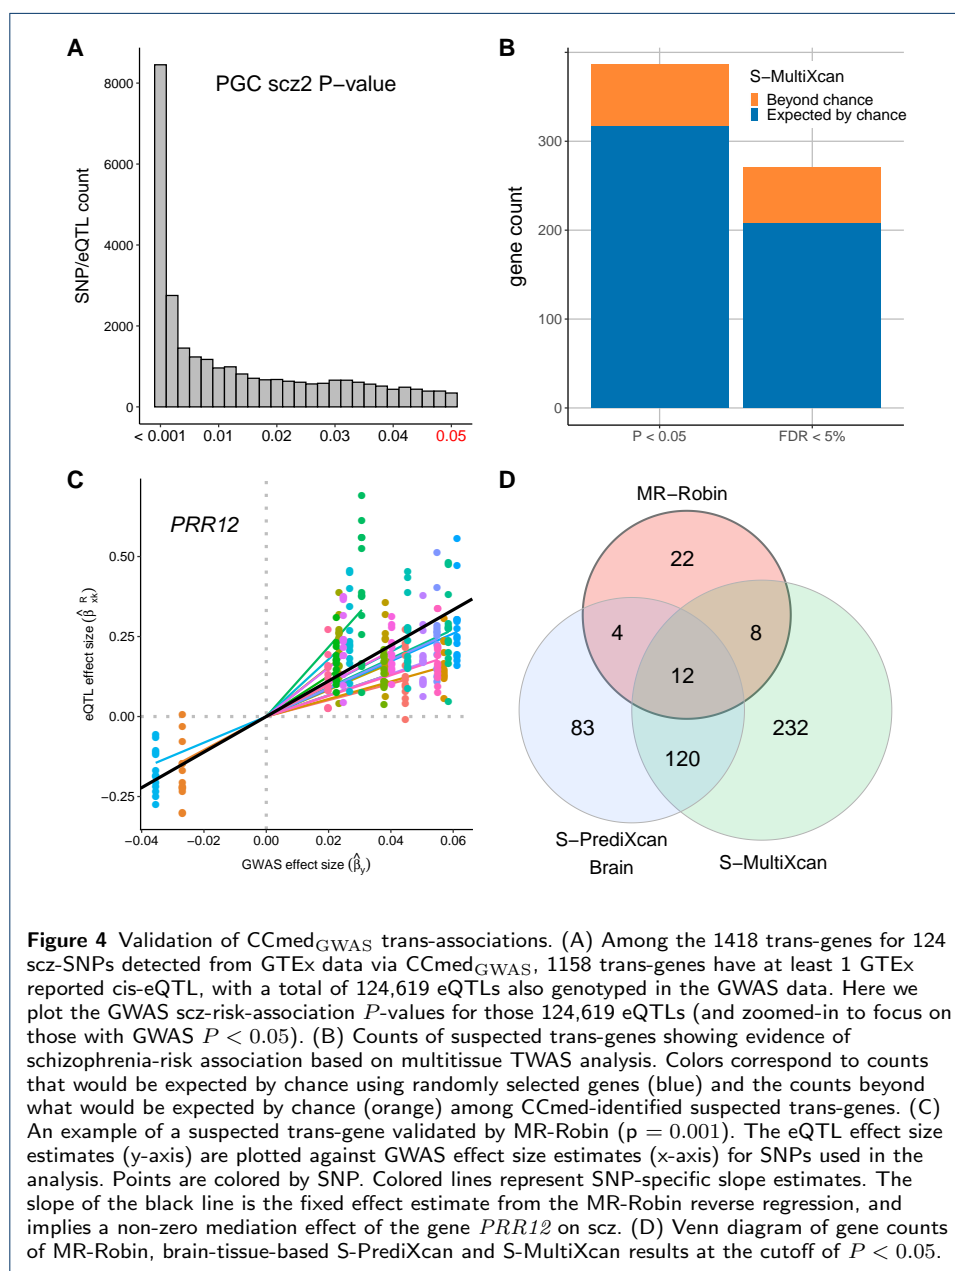 A
PGC scz2 P−value
SNP/eQTL count
8000
6000
4000
2000
0
< 0.001 0.01 0.02 0.03 0.04 0.05
B
S−MultiXcan
Beyond chance
Expected by chance
gene count
300
200
100
0
P < 0.05 FDR < 5%
C
PRR12
eQTL effect size (β̂ R xk)
0.50
0.25
0.00
−0.25
−0.04 −0.02 0.00 0.02 0.04 0.06
GWAS effect size (β̂y)
D
MR−Robin
22
4 8
12
83 232
120
S−PrediXcan
Brain
S−MultiXcan
Figure 4 Validation of CCmedGWAS trans-associations. (A) Among the 1418 trans-genes for 124
scz-SNPs detected from GTEx data via CCmedGWAS, 1158 trans-genes have at least 1 GTEx
reported cis-eQTL, with a total of 124,619 eQTLs also genotyped in the GWAS data. Here we
plot the GWAS scz-risk-association P-values for those 124,619 eQTLs (and zoomed-in to focus on
those with GWAS P < 0.05). (B) Counts of suspected trans-genes showing evidence of
schizophrenia-risk association based on multitissue TWAS analysis. Colors correspond to counts
that would be expected by chance using randomly selected genes (blue) and the counts beyond
what would be expected by chance (orange) among CCmed-identified suspected trans-genes. (C)
An example of a suspected trans-gene validated by MR-Robin (p = 0.001). The eQTL effect size
estimates (y-axis) are plotted against GWAS effect size estimates (x-axis) for SNPs used in the
analysis. Points are colored by SNP. Colored lines represent SNP-specific slope estimates. The
slope of the black line is the fixed effect estimate from the MR-Robin reverse regression, and
implies a non-zero mediation effect of the gene PRR12 on scz. (D) Venn diagram of gene counts
of MR-Robin, brain-tissue-based S-PrediXcan and S-MultiXcan results at the cutoff of P < 0.05.